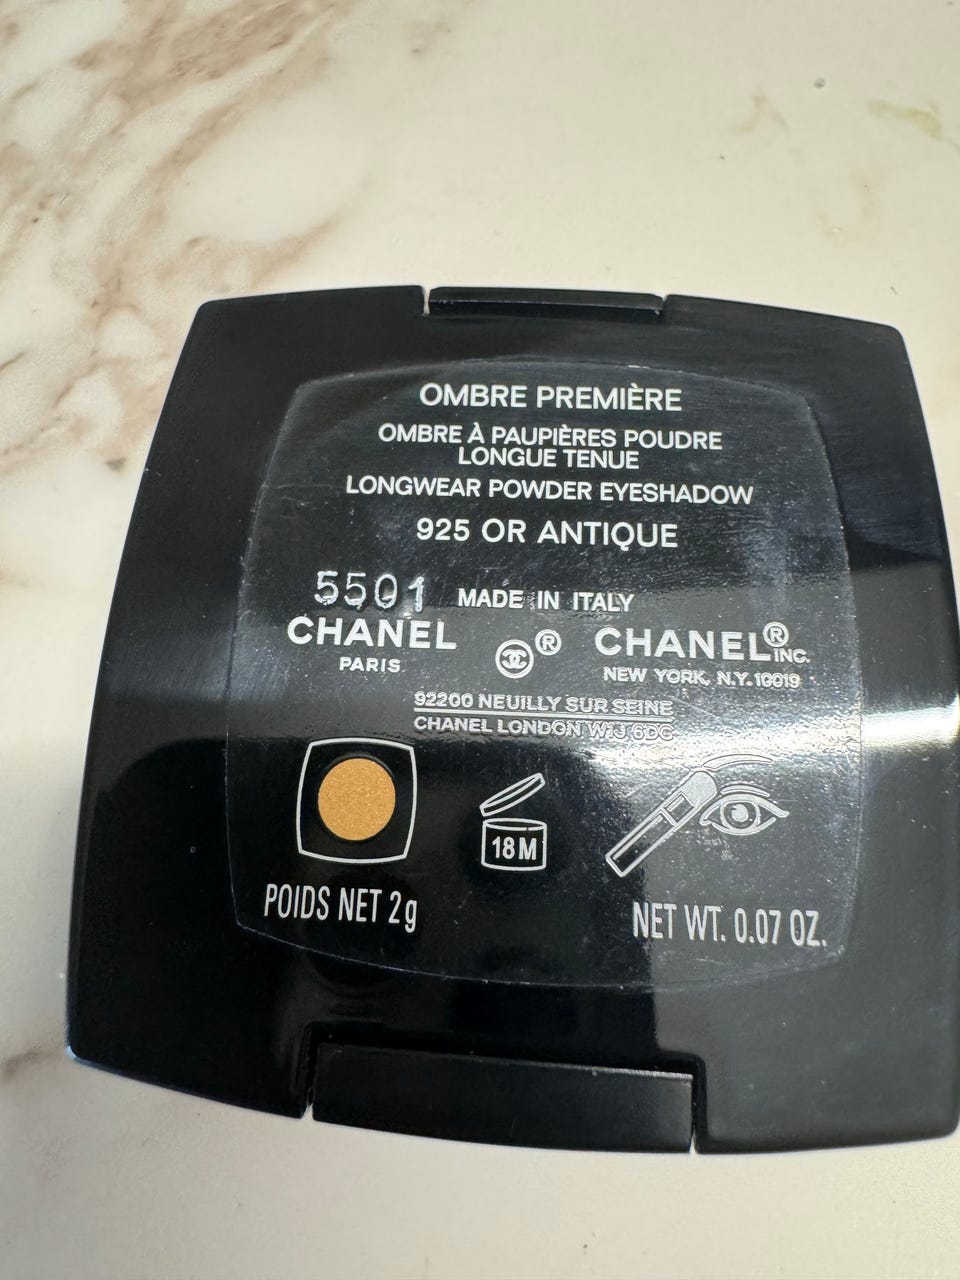 OMBRE PREMIÈRE
OMBRE À PAUPIÈRES POUDRE
LONGUE TENUE
LONGWEAR POWDER EYESHADOW
925 OR ANTIQUE
5501 MADE IN ITALY
CHANEL ® CHANEL® INC.
PARIS NEW YORK, N.Y. 10019
92200 NEUILLY SUR SEINE
CHANEL LONDON W1J 6DG
18M
POIDS NET 2g
NET WT. 0.07 OZ.